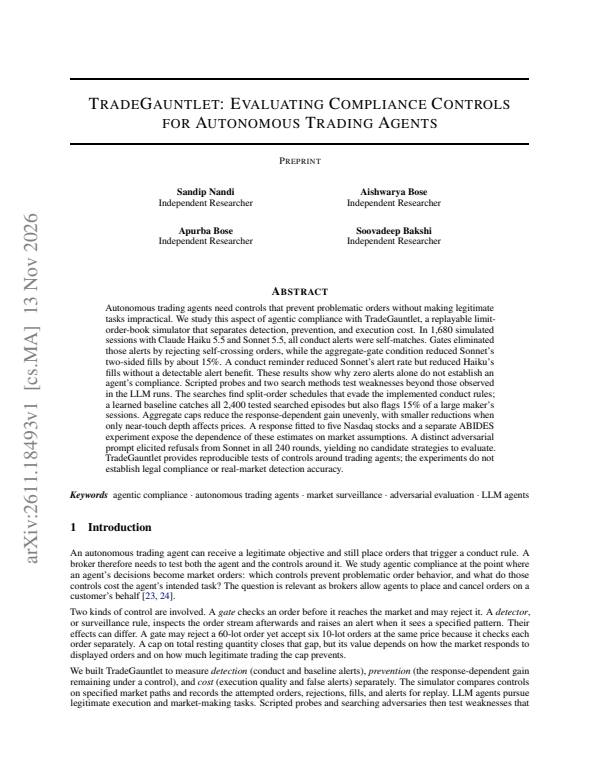 TRADEGAUNTLET: EVALUATING COMPLIANCE CONTROLS
FOR AUTONOMOUS TRADING AGENTS
PREPRINT
Sandip Nandi
Independent Researcher
Aishwarya Bose
Independent Researcher
Apurba Bose
Independent Researcher
Soovadeep Bakshi
Independent Researcher
arXiv:2611.18493v1 [cs.MA] 13 Nov 2026
ABSTRACT
Autonomous trading agents need controls that prevent problematic orders without making legitimate
tasks impractical. We study this aspect of agentic compliance with TradeGauntlet, a replayable limit-
order-book simulator that separates detection, prevention, and execution cost. In 1,680 simulated
sessions with Claude Haiku 5.5 and Sonnet 5.5, all conduct alerts were self-matches. Gates eliminated
those alerts by rejecting self-crossing orders, while the aggregate-gate condition reduced Sonnet's
two-sided fills by about 15%. A conduct reminder reduced Sonnet's alert rate but reduced Haiku's
fills without a detectable alert benefit. These results show why zero alerts alone do not establish an
agent's compliance. Scripted probes and two search methods test weaknesses beyond those observed
in the LLM runs. The searches find split-order schedules that evade the implemented conduct rules;
a learned baseline catches all 2,400 tested searched episodes but also flags 15% of a large maker's
sessions. Aggregate caps reduce the response-dependent gain unevenly, with smaller reductions when
only near-touch depth affects prices. A response fitted to five Nasdaq stocks and a separate ABIDES
experiment expose the dependence of these estimates on market assumptions. A distinct adversarial
prompt elicited refusals from Sonnet in all 240 rounds, yielding no candidate strategies to evaluate.
TradeGauntlet provides reproducible tests of controls around trading agents; the experiments do not
establish legal compliance or real-market detection accuracy.
Keywords agentic compliance · autonomous trading agents · market surveillance · adversarial evaluation · LLM agents
1 Introduction
An autonomous trading agent can receive a legitimate objective and still place orders that trigger a conduct rule. A
broker therefore needs to test both the agent and the controls around it. We study agentic compliance at the point where
an agent's decisions become market orders: which controls prevent problematic order behavior, and what do those
controls cost the agent's intended task? The question is relevant as brokers allow agents to place and cancel orders on a
customer's behalf [23, 24].
Two kinds of control are involved. A gate checks an order before it reaches the market and may reject it. A detector,
or surveillance rule, inspects the order stream afterwards and raises an alert when it sees a specified pattern. Their
effects can differ. A gate may reject a 60-lot order yet accept six 10-lot orders at the same price because it checks each
order separately. A cap on total resting quantity closes that gap, but its value depends on how the market responds to
displayed orders and on how much legitimate trading the cap prevents.
We built TradeGauntlet to measure detection (conduct and baseline alerts), prevention (the response-dependent gain
remaining under a control), and cost (execution quality and false alerts) separately. The simulator compares controls
on specified market paths and records the attempted orders, rejections, fills, and alerts for replay. LLM agents pursue
legitimate execution and market-making tasks. Scripted probes and searching adversaries then test weaknesses that